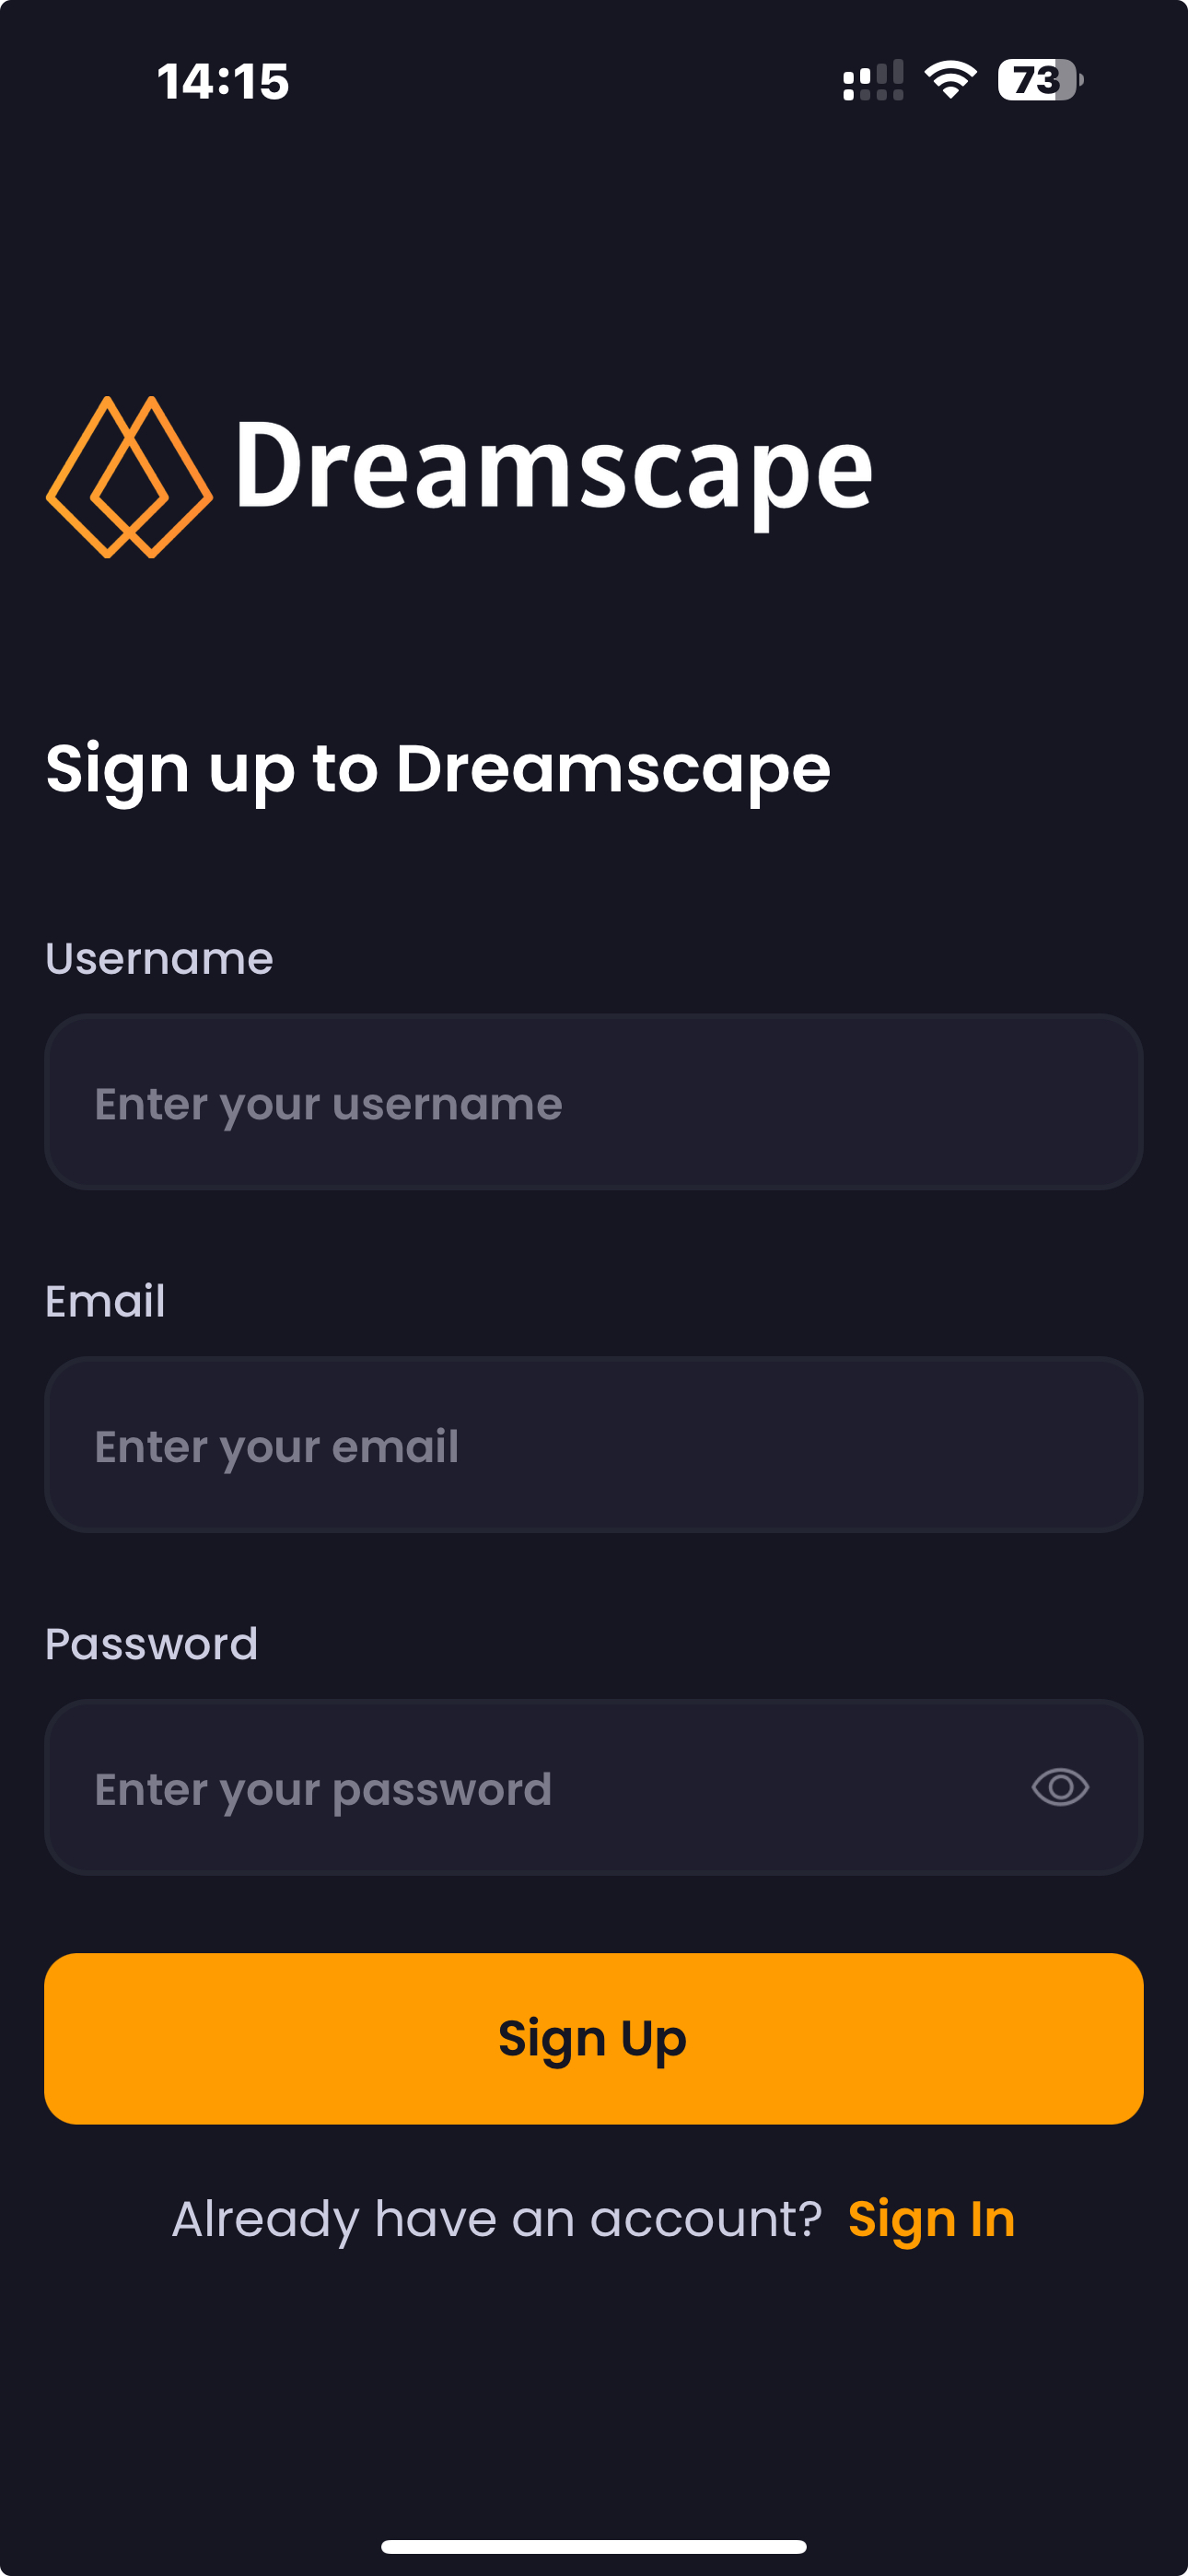 14:15
73
Dreamscape
Sign up to Dreamscape
Username
Enter your username
Email
Enter your email
Password
Enter your password
Sign Up
Already have an account? Sign In